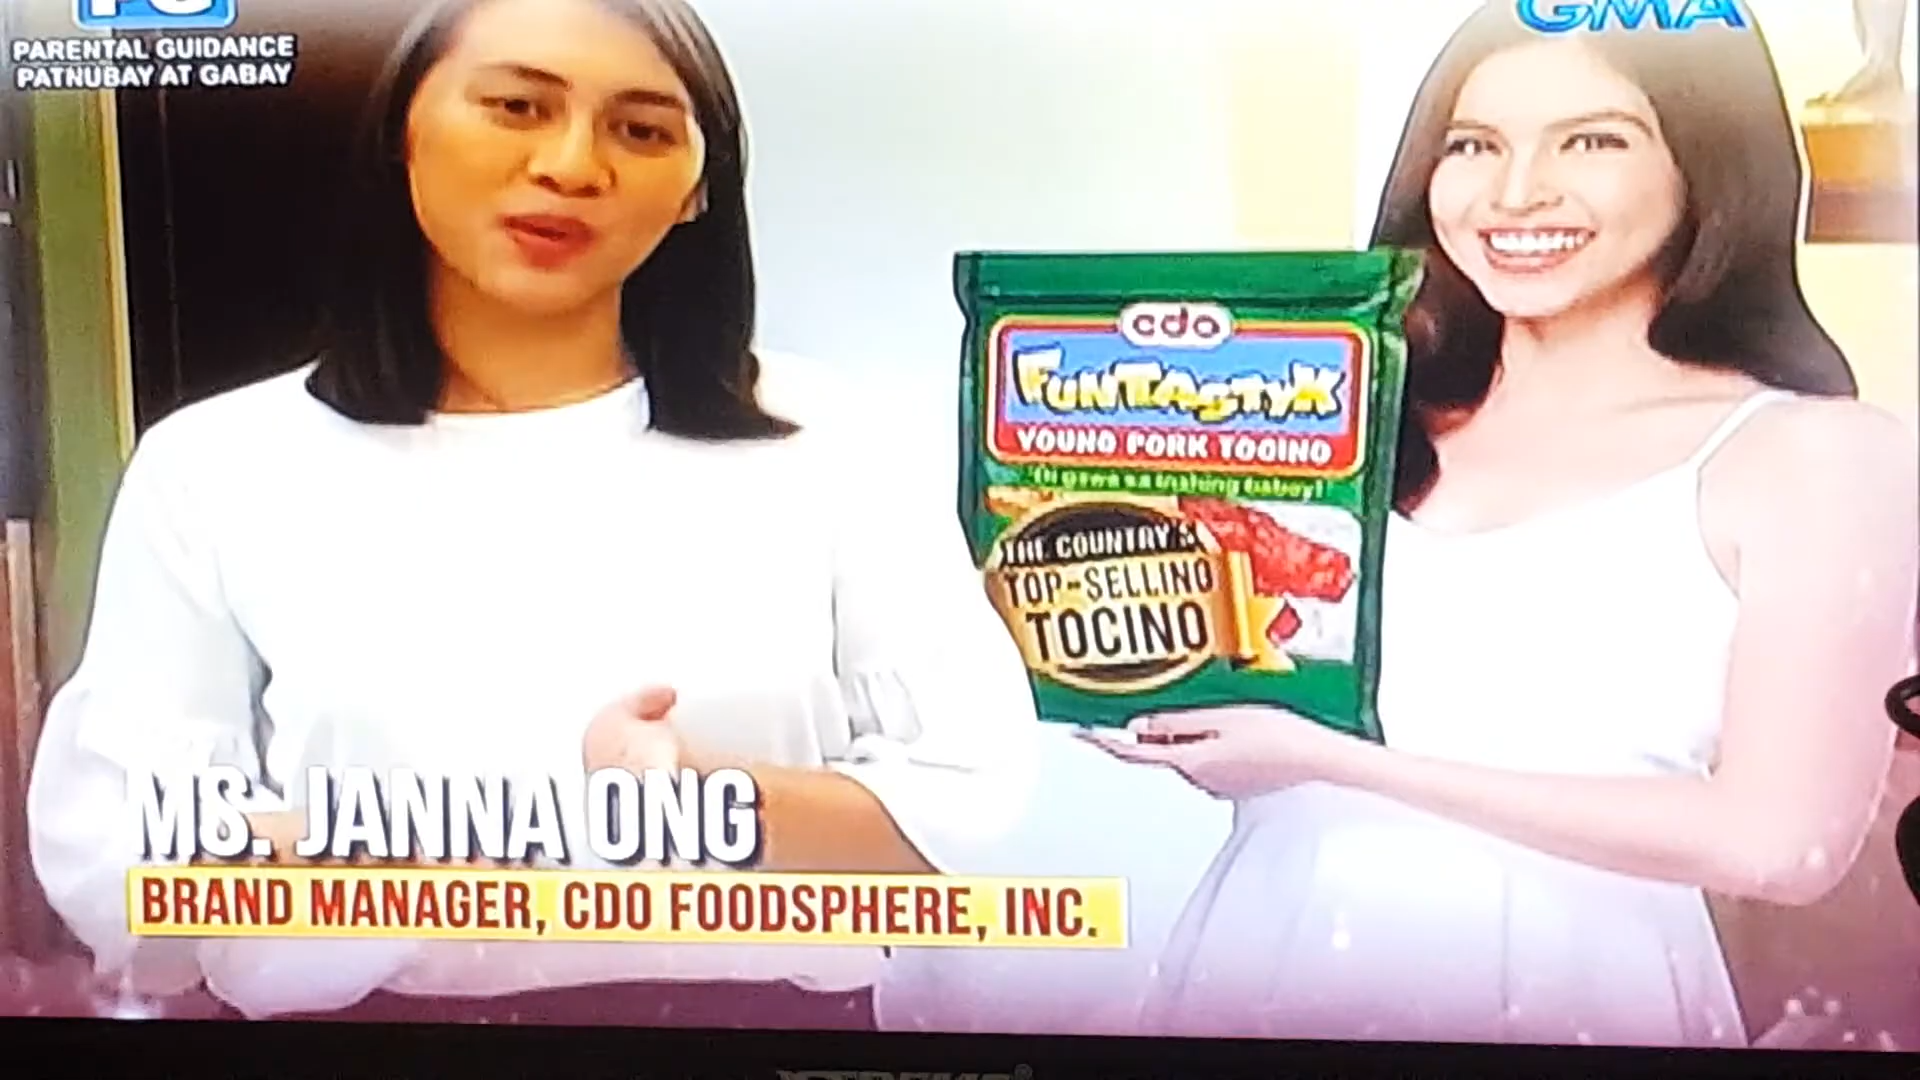 PG
PARENTAL GUIDANCE
PATNUBAY AT GABAY
GMA
cdo
FUNTASTYK
YOUNG PORK TOCINO
THE COUNTRY'S
TOP-SELLING
TOCINO
MS. JANNA ONG
BRAND MANAGER, CDO FOODSPHERE, INC.